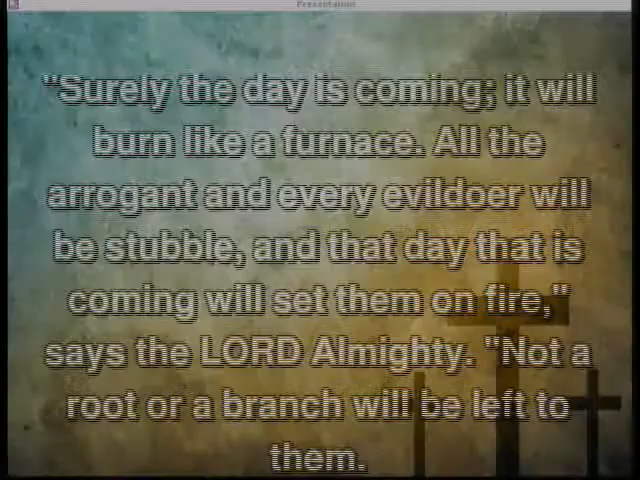 Presentation
"Surely the day is coming; it will
burn like a furnace. All the
arrogant and every evildoer will
be stubble, and that day that is
coming will set them on fire,"
says the LORD Almighty. "Not a
root or a branch will be left to
them.